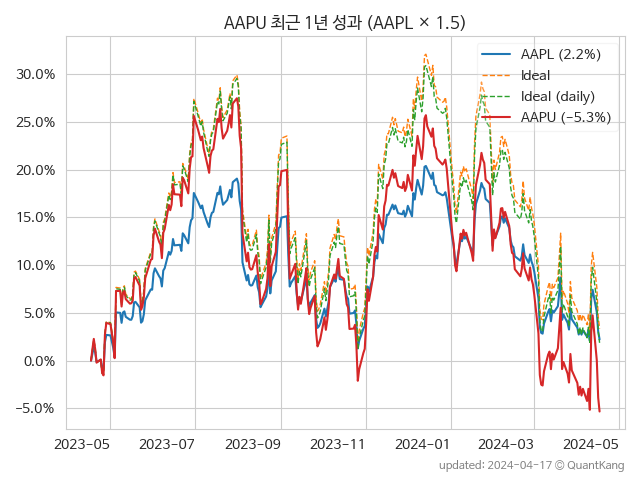 AAPU 최근 1년 성과 (AAPL × 1.5)
AAPL (2.2%)
Ideal
Ideal (daily)
AAPU (−5.3%)
30.0%
25.0%
20.0%
15.0%
10.0%
5.0%
0.0%
−5.0%
2023−05 2023−07 2023−09 2023−11 2024−01 2024−03 2024−05
updated: 2024−04−17 © QuantKang